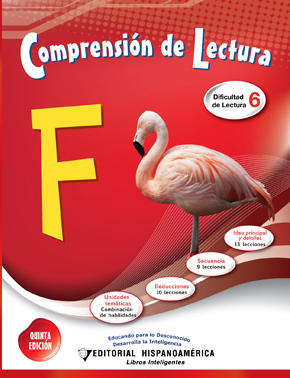 Comprensión de Lectura
Dificultad
de Lectura 6
F
Idea principal
y detalles
13 lecciones
Secuencia
9 lecciones
Deducciones
10 lecciones
Unidades
temáticas
Combinación
de habilidades
QUINTA
EDICIÓN
Educando para lo Desconocido
Desarrolla la Inteligencia
EDITORIAL HISPANOAMÉRICA
Libros Inteligentes